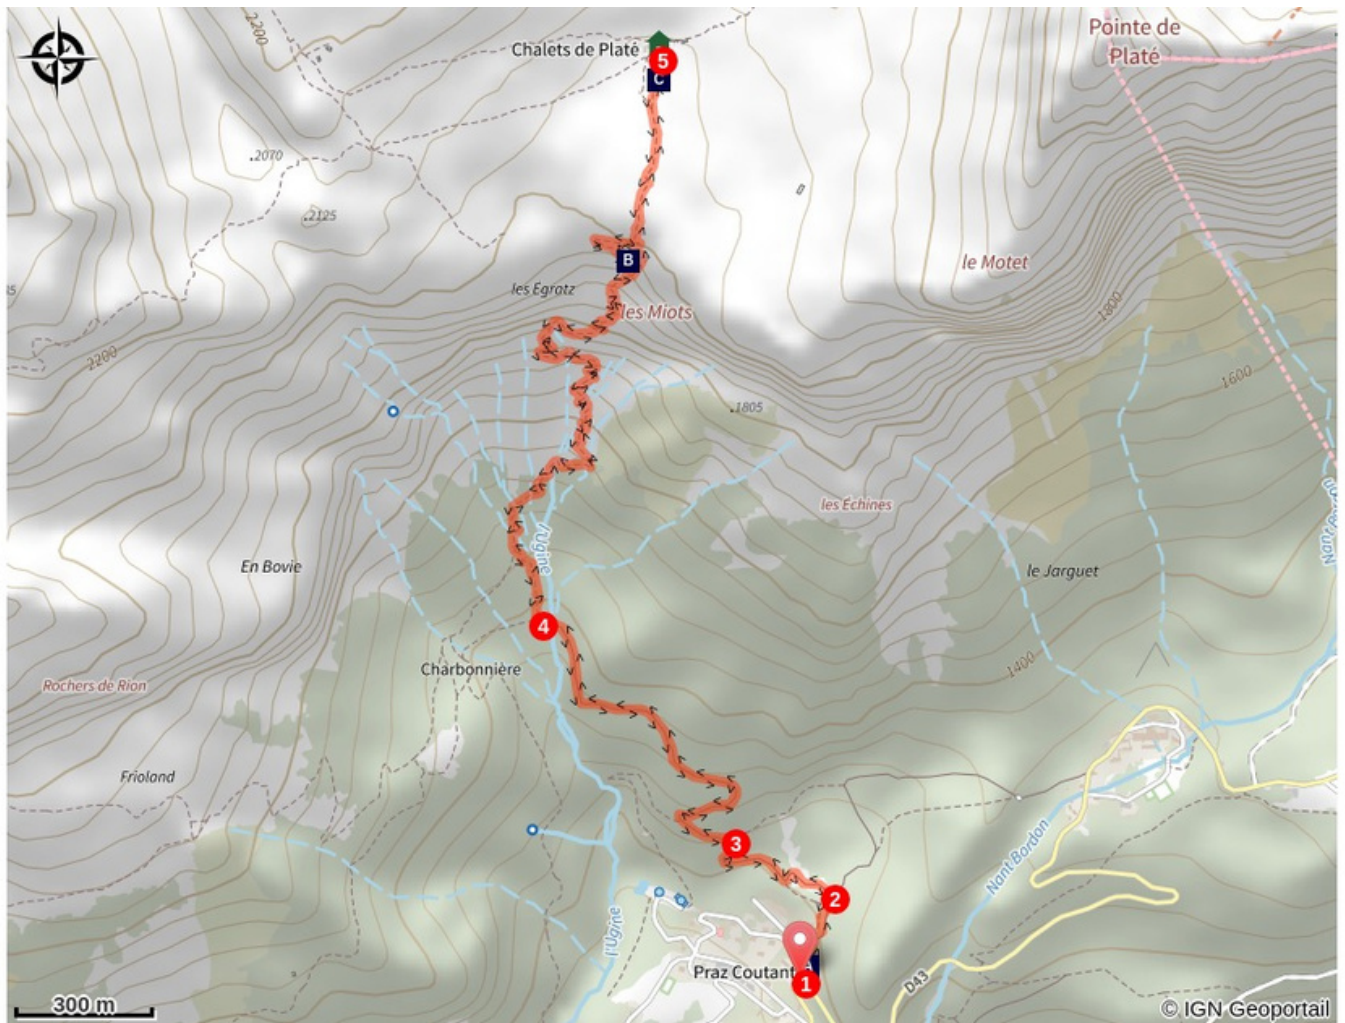 2200
Chalets de Platé
5
C
Pointe de
Platé
.2070
.2125
le Motet
B
les Egratz
les Miots
1800
2200
1600
.1805
les Échines
l'Ugine
En Bovie
le Jarguet
4
1400
Charbonnière
Rochers de Rion
Frioland
3
2
Nant Bordon
l'Ugine
Praz Coutant
1
D43
300 m
© IGN Geoportail